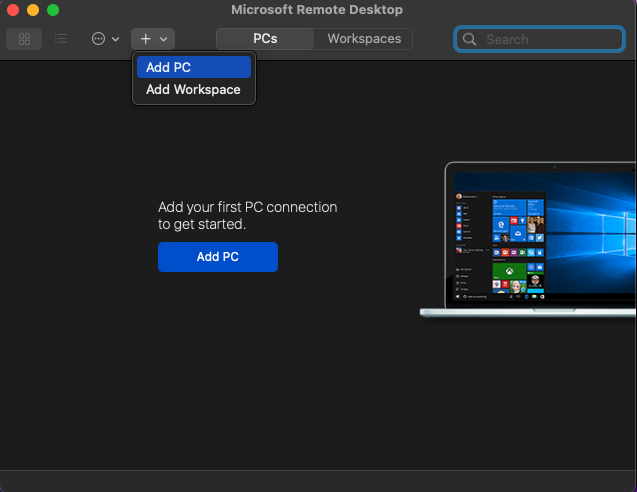 Microsoft Remote Desktop
PCs
Workspaces
Search
Add PC
Add Workspace
Add your first PC connection
to get started.
Add PC